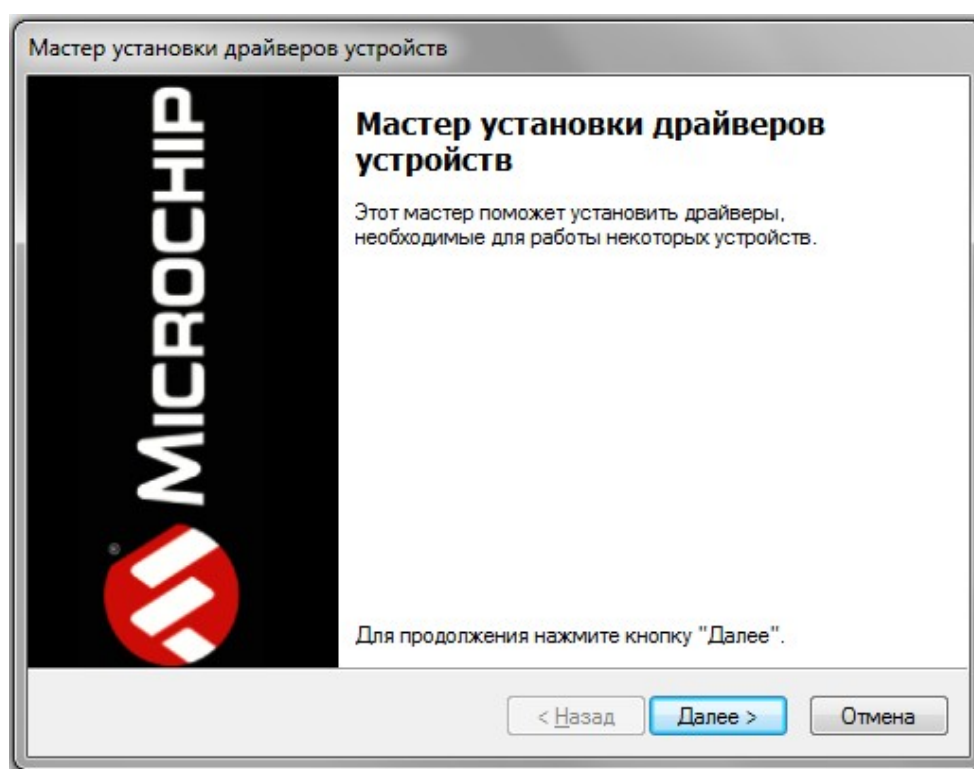 Мастер установки драйверов устройств
MICROCHIP
®
Мастер установки драйверов
устройств
Этот мастер поможет установить драйверы,
необходимые для работы некоторых устройств.
Для продолжения нажмите кнопку "Далее".
< Назад
Далее >
Отмена